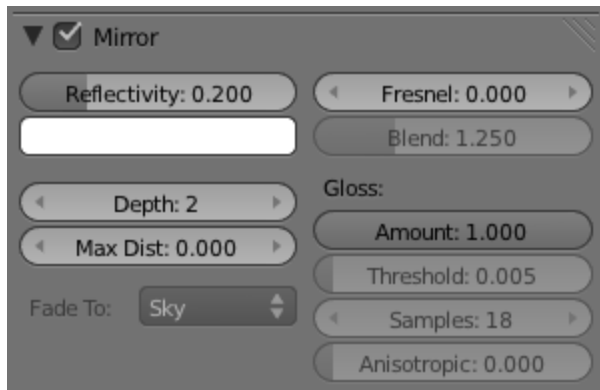 Mirror
Reflectivity: 0.200
Fresnel: 0.000
Blend: 1.250
Depth: 2
Max Dist: 0.000
Fade To: Sky
Gloss:
Amount: 1.000
Threshold: 0.005
Samples: 18
Anisotropic: 0.000